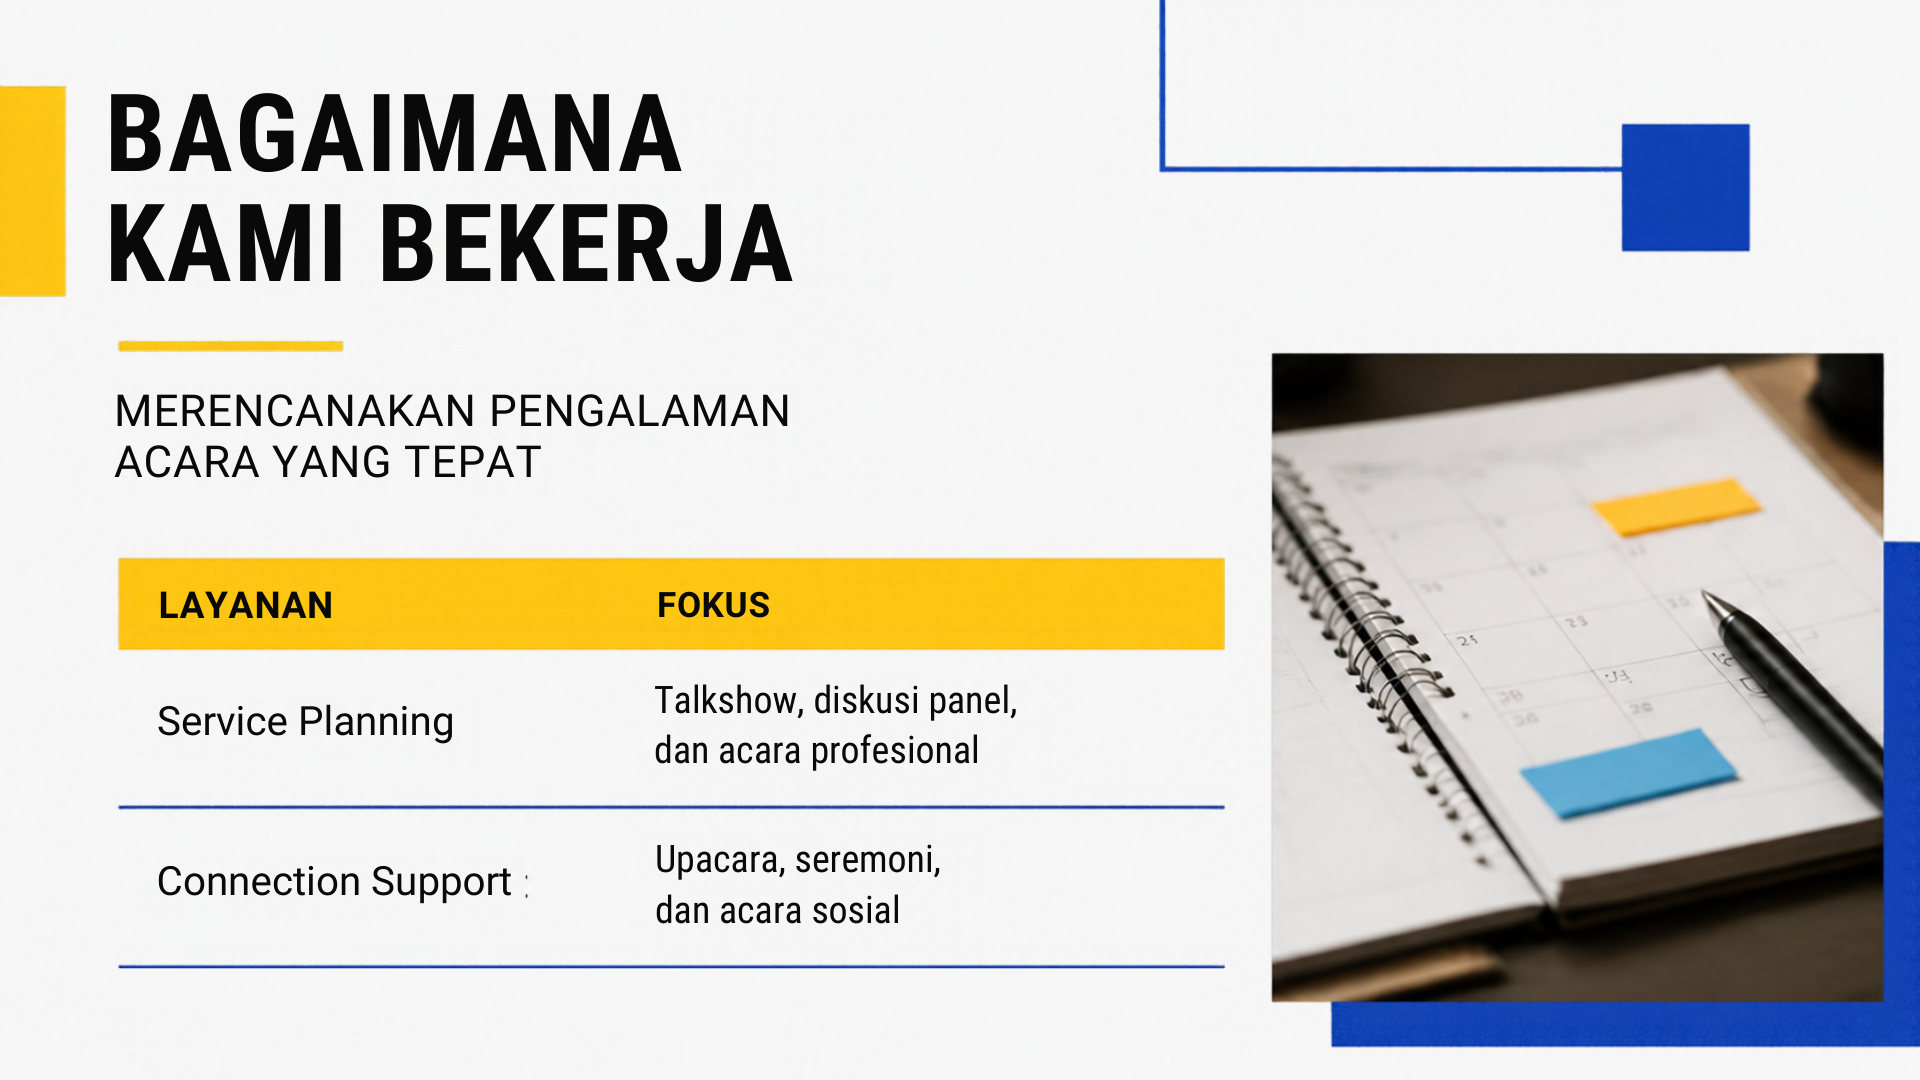 BAGAIMANA
KAMI BEKERJA
MERENCANAKAN PENGALAMAN
ACARA YANG TEPAT
LAYANAN FOKUS
Service Planning
Talkshow, diskusi panel,
dan acara profesional
Connection Support :
Upacara, seremoni,
dan acara sosial